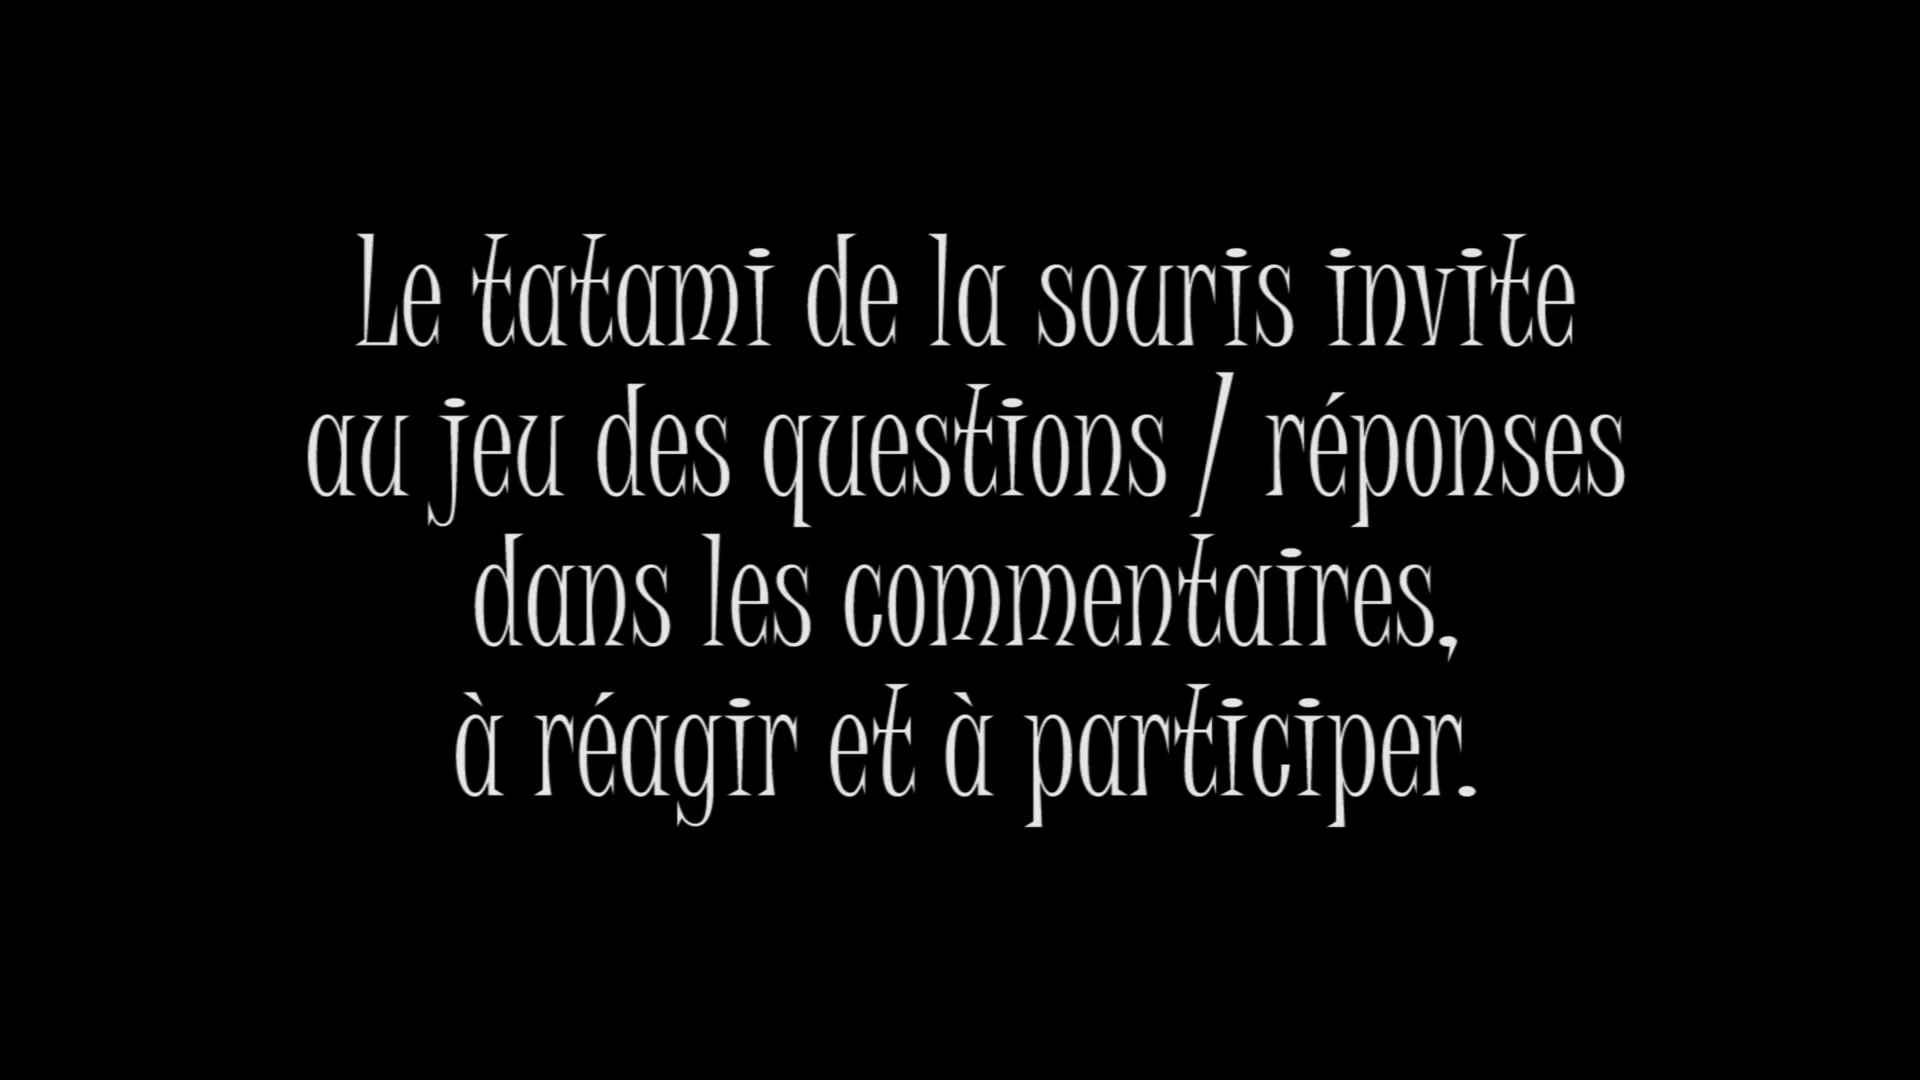 Le tatami de la souris invite
au jeu des questions / réponses
dans les commentaires,
à réagir et à participer.